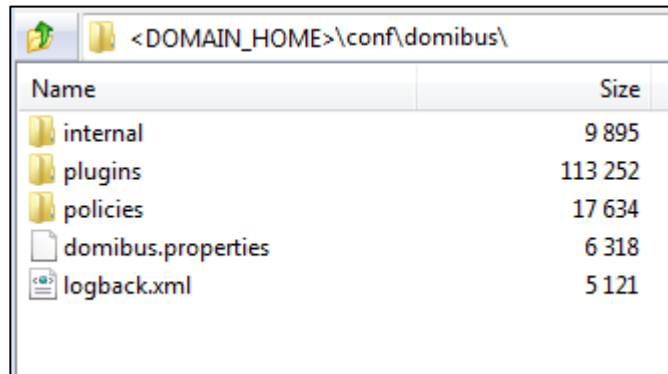 <DOMAIN_HOME>\conf\domibus\
Name Size
internal 9 895
plugins 113 252
policies 17 634
domibus.properties 6 318
logback.xml 5 121